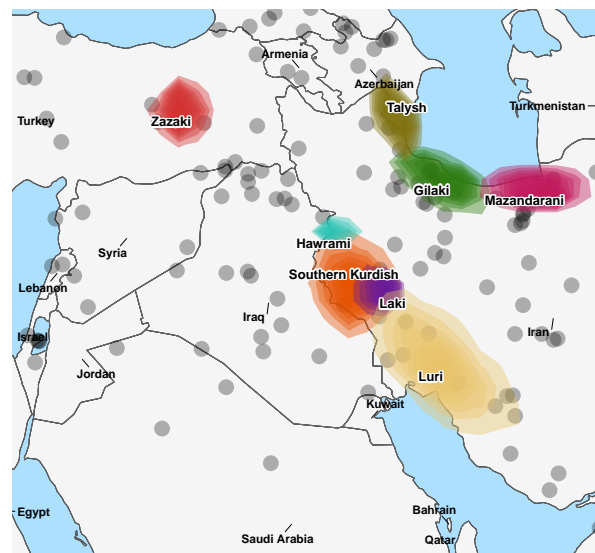 Armenia
Azerbaijan
Talysh
Turkmenistan
Turkey
Zazaki
Gilaki
Mazandarani
Hawrami
Syria
Southern Kurdish
Lebanon
Laki
Iraq
Iran
Israel
Jordan
Luri
Kuwait
Egypt
Bahrain
Saudi Arabia
Qatar